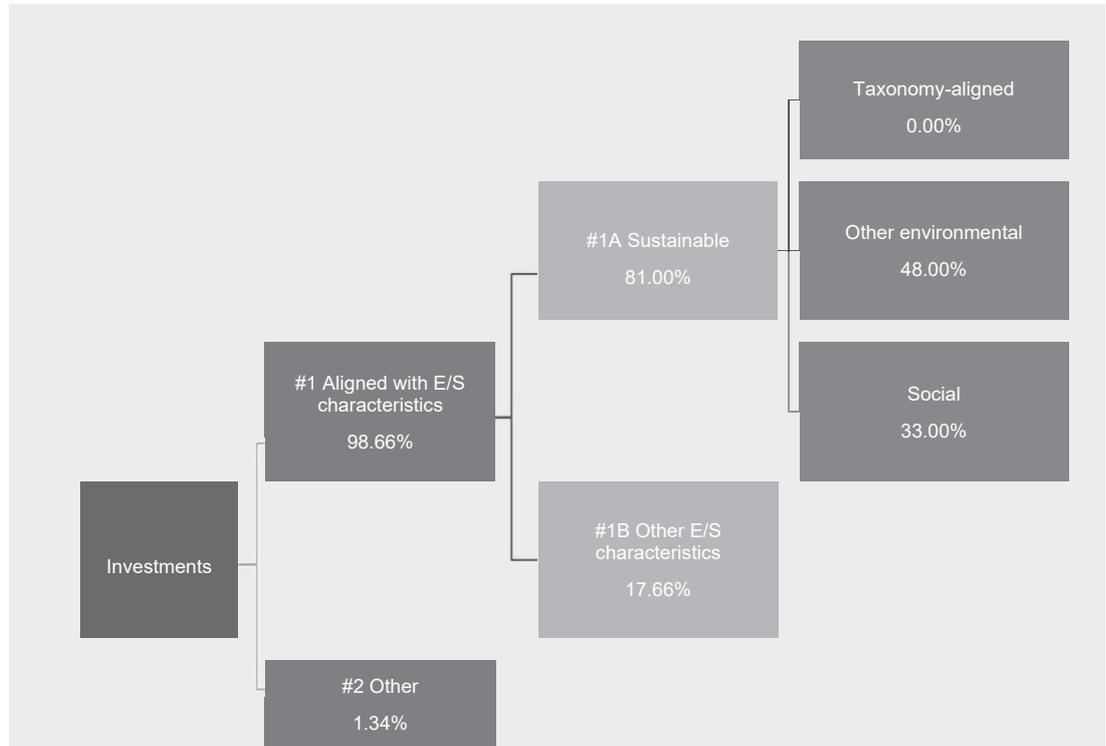 Taxonomy-aligned
0.00%
#1A Sustainable
81.00%
Other environmental
48.00%
#1 Aligned with E/S
characteristics
98.66%
Social
33.00%
Investments
#1B Other E/S
characteristics
17.66%
#2 Other
1.34%